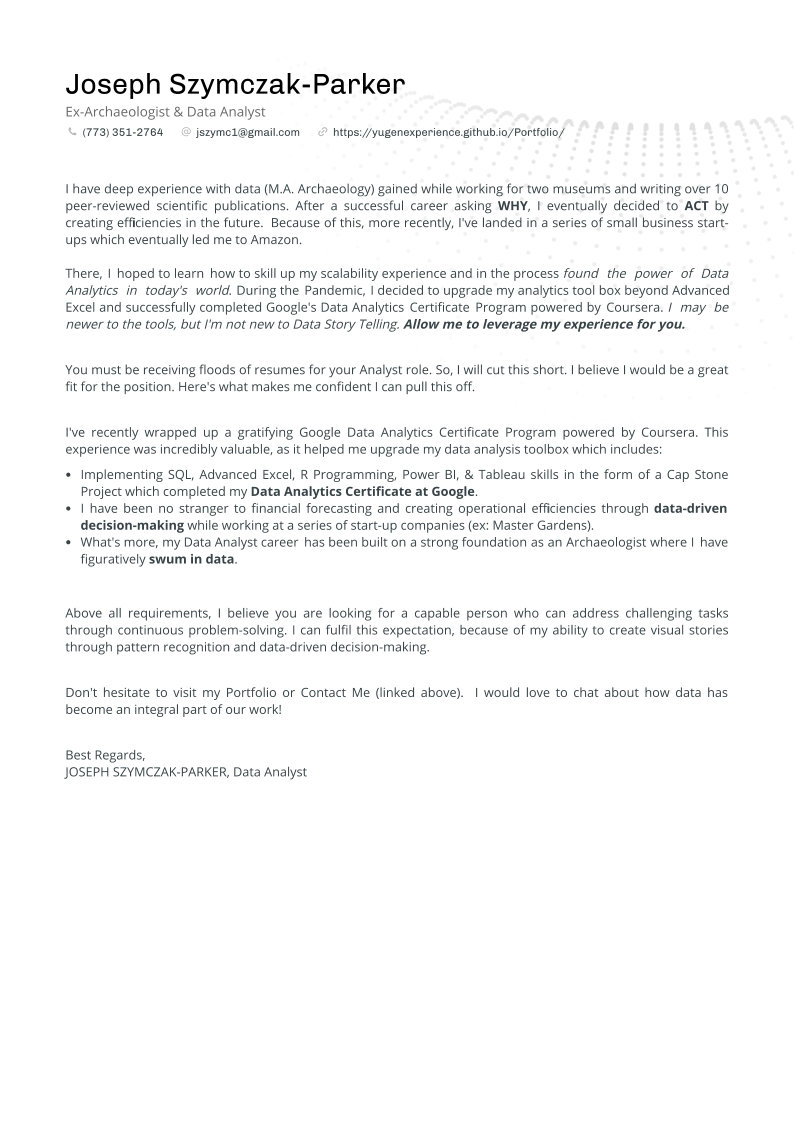 Joseph Szymczak-Parker
Ex-Archaeologist & Data Analyst
(773) 351-2764 @ jszymc1@gmail.com https://yugenexperience.github.io/Portfolio/
I have deep experience with data (M.A. Archaeology) gained while working for two museums and writing over 10
peer-reviewed scientific publications. After a successful career asking WHY, I eventually decided to ACT by
creating efficiencies in the future. Because of this, more recently, I've landed in a series of small business start-
ups which eventually led me to Amazon.
There, I hoped to learn how to skill up my scalability experience and in the process found the power of Data
Analytics in today's world. During the Pandemic, I decided to upgrade my analytics tool box beyond Advanced
Excel and successfully completed Google's Data Analytics Certificate Program powered by Coursera. I may be
newer to the tools, but I'm not new to Data Story Telling. Allow me to leverage my experience for you.
You must be receiving floods of resumes for your Analyst role. So, I will cut this short. I believe I would be a great
fit for the position. Here's what makes me confident I can pull this off.
I've recently wrapped up a gratifying Google Data Analytics Certificate Program powered by Coursera. This
experience was incredibly valuable, as it helped me upgrade my data analysis toolbox which includes:
• Implementing SQL, Advanced Excel, R Programming, Power BI, & Tableau skills in the form of a Cap Stone
Project which completed my Data Analytics Certificate at Google.
• I have been no stranger to financial forecasting and creating operational efficiencies through data-driven
decision-making while working at a series of start-up companies (ex: Master Gardens).
• What's more, my Data Analyst career has been built on a strong foundation as an Archaeologist where I have
figuratively swum in data.
Above all requirements, I believe you are looking for a capable person who can address challenging tasks
through continuous problem-solving. I can fulfil this expectation, because of my ability to create visual stories
through pattern recognition and data-driven decision-making.
Don't hesitate to visit my Portfolio or Contact Me (linked above). I would love to chat about how data has
become an integral part of our work!
Best Regards,
JOSEPH SZYMCZAK-PARKER, Data Analyst